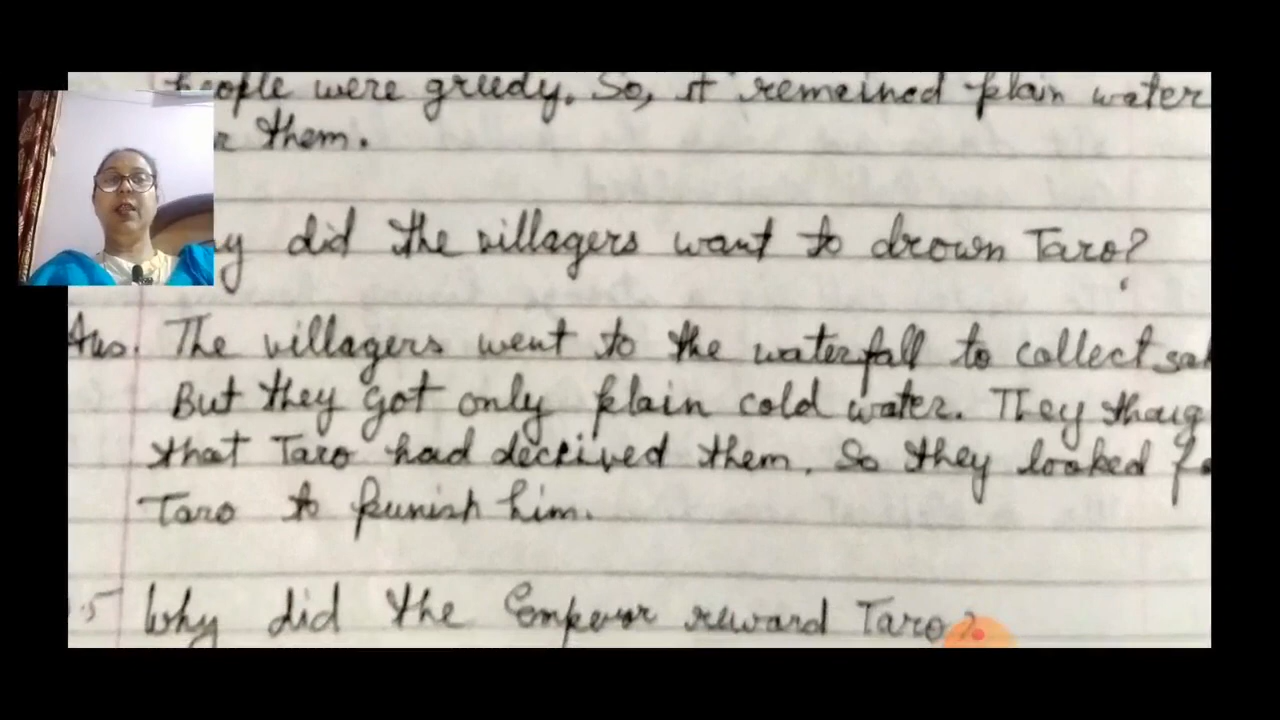 people were greedy. So, it remained plain water
them.
did the villagers want to drown Taro?
Ans. The villagers went to the waterfall to collect
But they got only plain cold water. They
that Taro had deceived them. So they looked
Taro to punish him.
5 Why did the Emperor reward Taro?